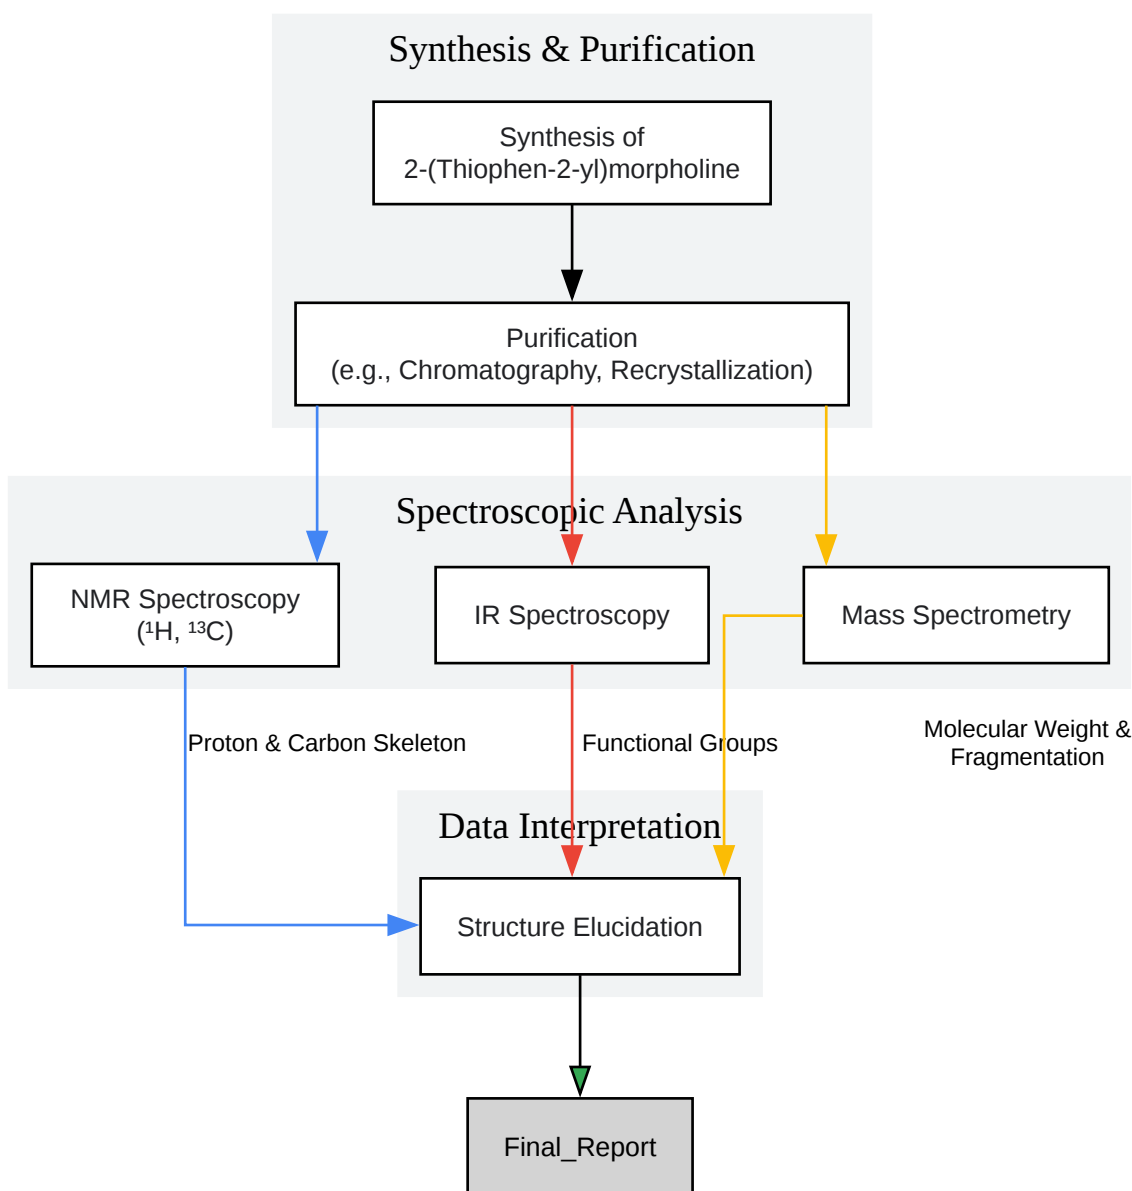 Synthesis & Purification
Synthesis of
2-(Thiophen-2-yl)morpholine
Purification
(e.g., Chromatography, Recrystallization)
Spectroscopic Analysis
NMR Spectroscopy
(¹H, ¹³C)
IR Spectroscopy
Mass Spectrometry
Proton & Carbon Skeleton
Functional Groups
Molecular Weight &
Fragmentation
Data Interpretation
Structure Elucidation
Final_Report